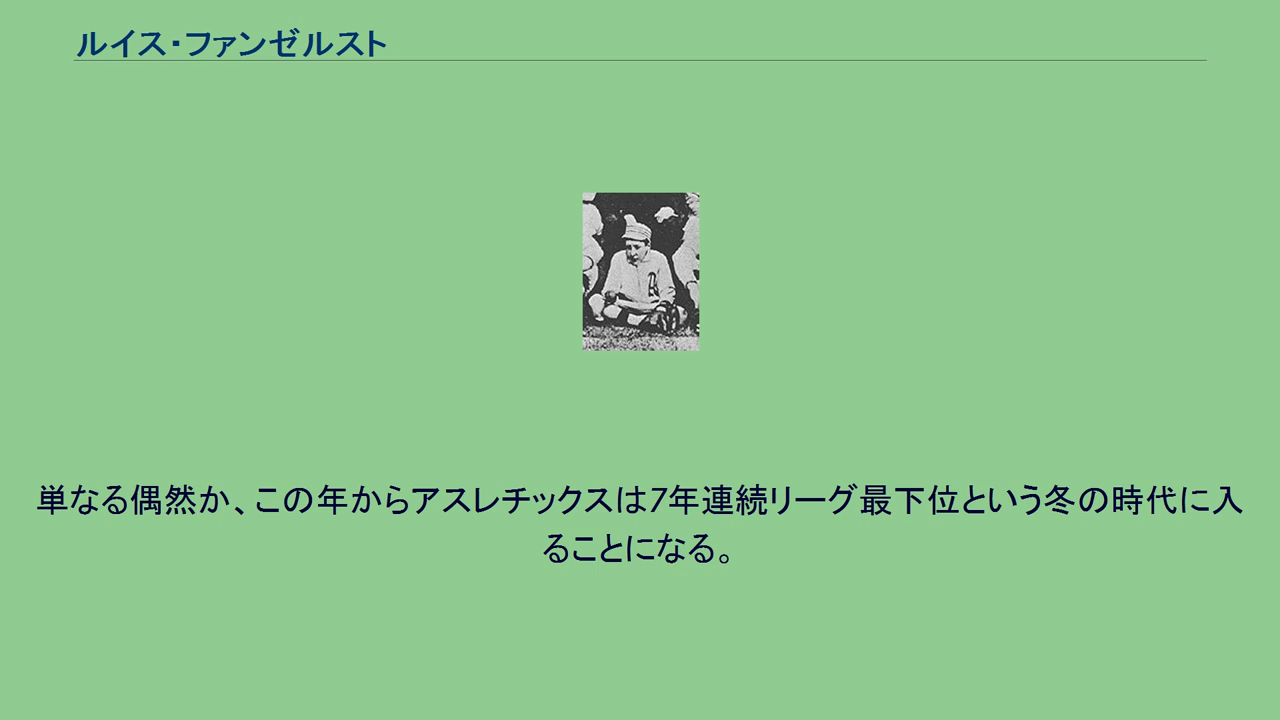 ルイス・ファンゼルスト
単なる偶然か、この年からアスレチックスは7年連続リーグ最下位という冬の時代に入
ることになる。